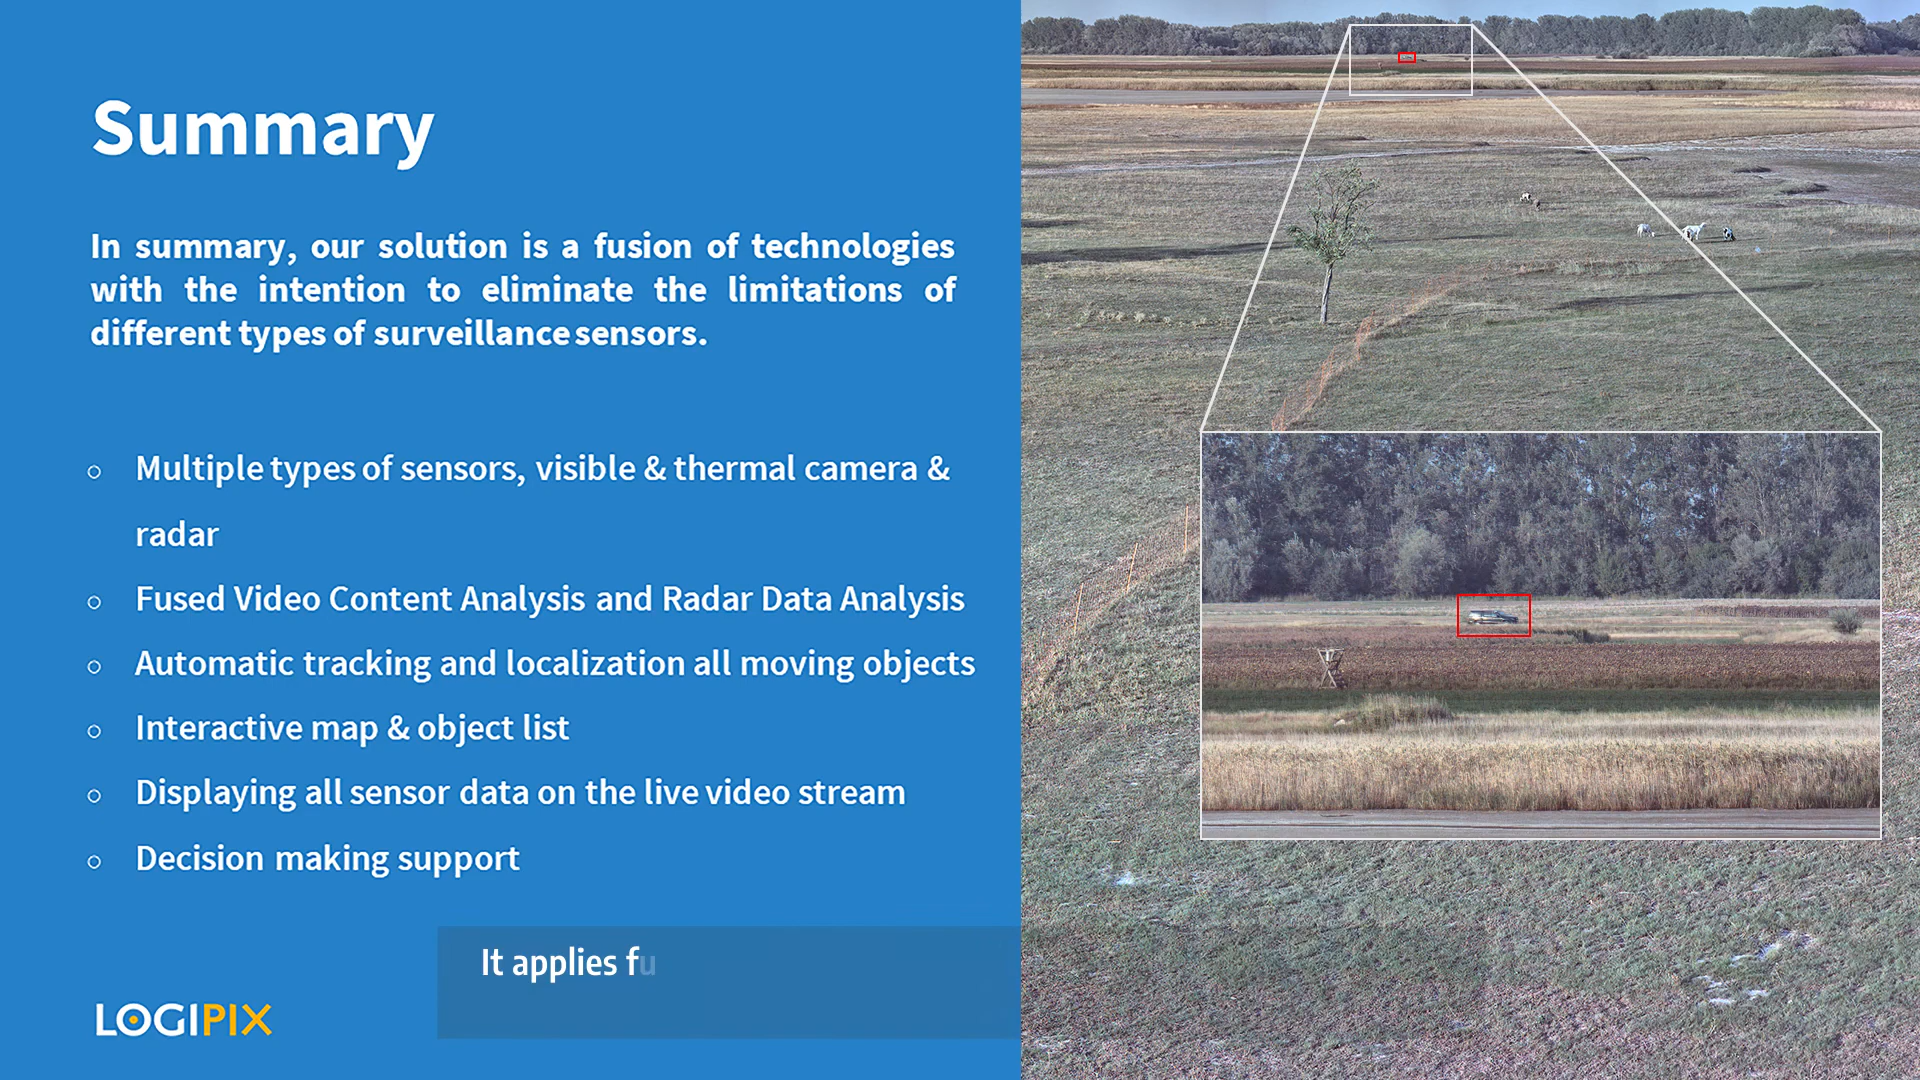 Summary
In summary, our solution is a fusion of technologies
with the intention to eliminate the limitations of
different types of surveillance sensors.
Multiple types of sensors, visible & thermal camera &
radar
Fused Video Content Analysis and Radar Data Analysis
Automatic tracking and localization all moving objects
Interactive map & object list
Displaying all sensor data on the live video stream
Decision making support
It applies fu
LOGIPIX